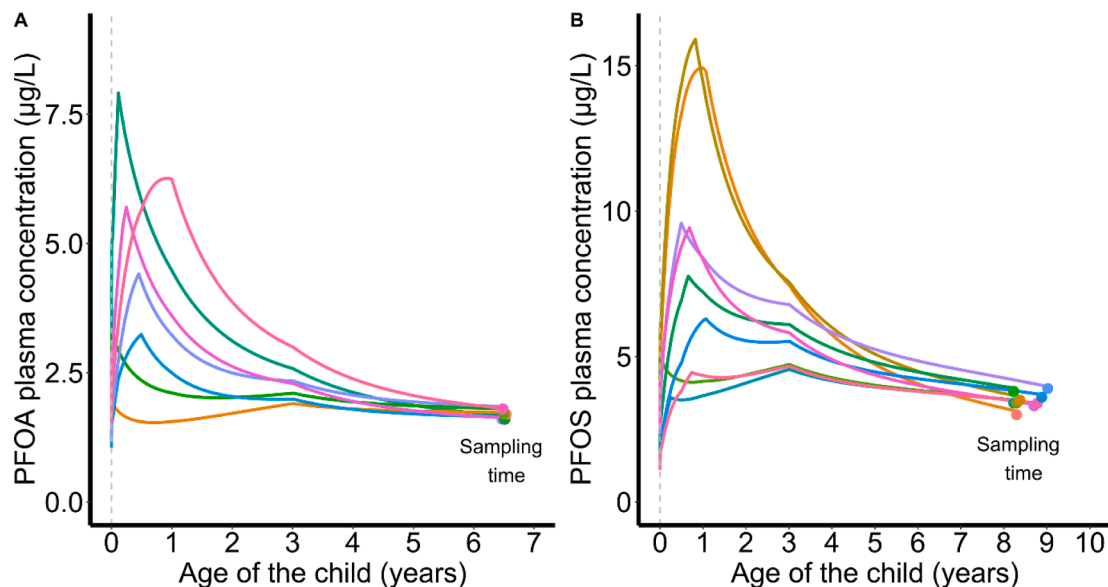 A
PFOA plasma concentration (µg/L)
7.5
5.0
2.5
0.0
Sampling
time
0 1 2 3 4 5 6 7
Age of the child (years)
B
PFOS plasma concentration (µg/L)
15
10
5
0
Sampling
time
0 1 2 3 4 5 6 7 8 9 10
Age of the child (years)